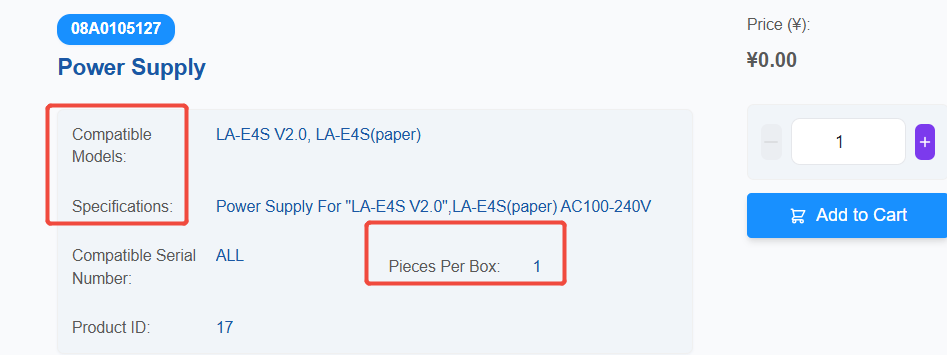 08A0105127
Price (¥):
Power Supply
¥0.00
Compatible Models:
LA-E4S V2.0, LA-E4S(paper)
1
Specifications:
Power Supply For "LA-E4S V2.0",LA-E4S(paper) AC100-240V
Add to Cart
Compatible Serial Number:
ALL
Pieces Per Box:
1
Product ID:
17